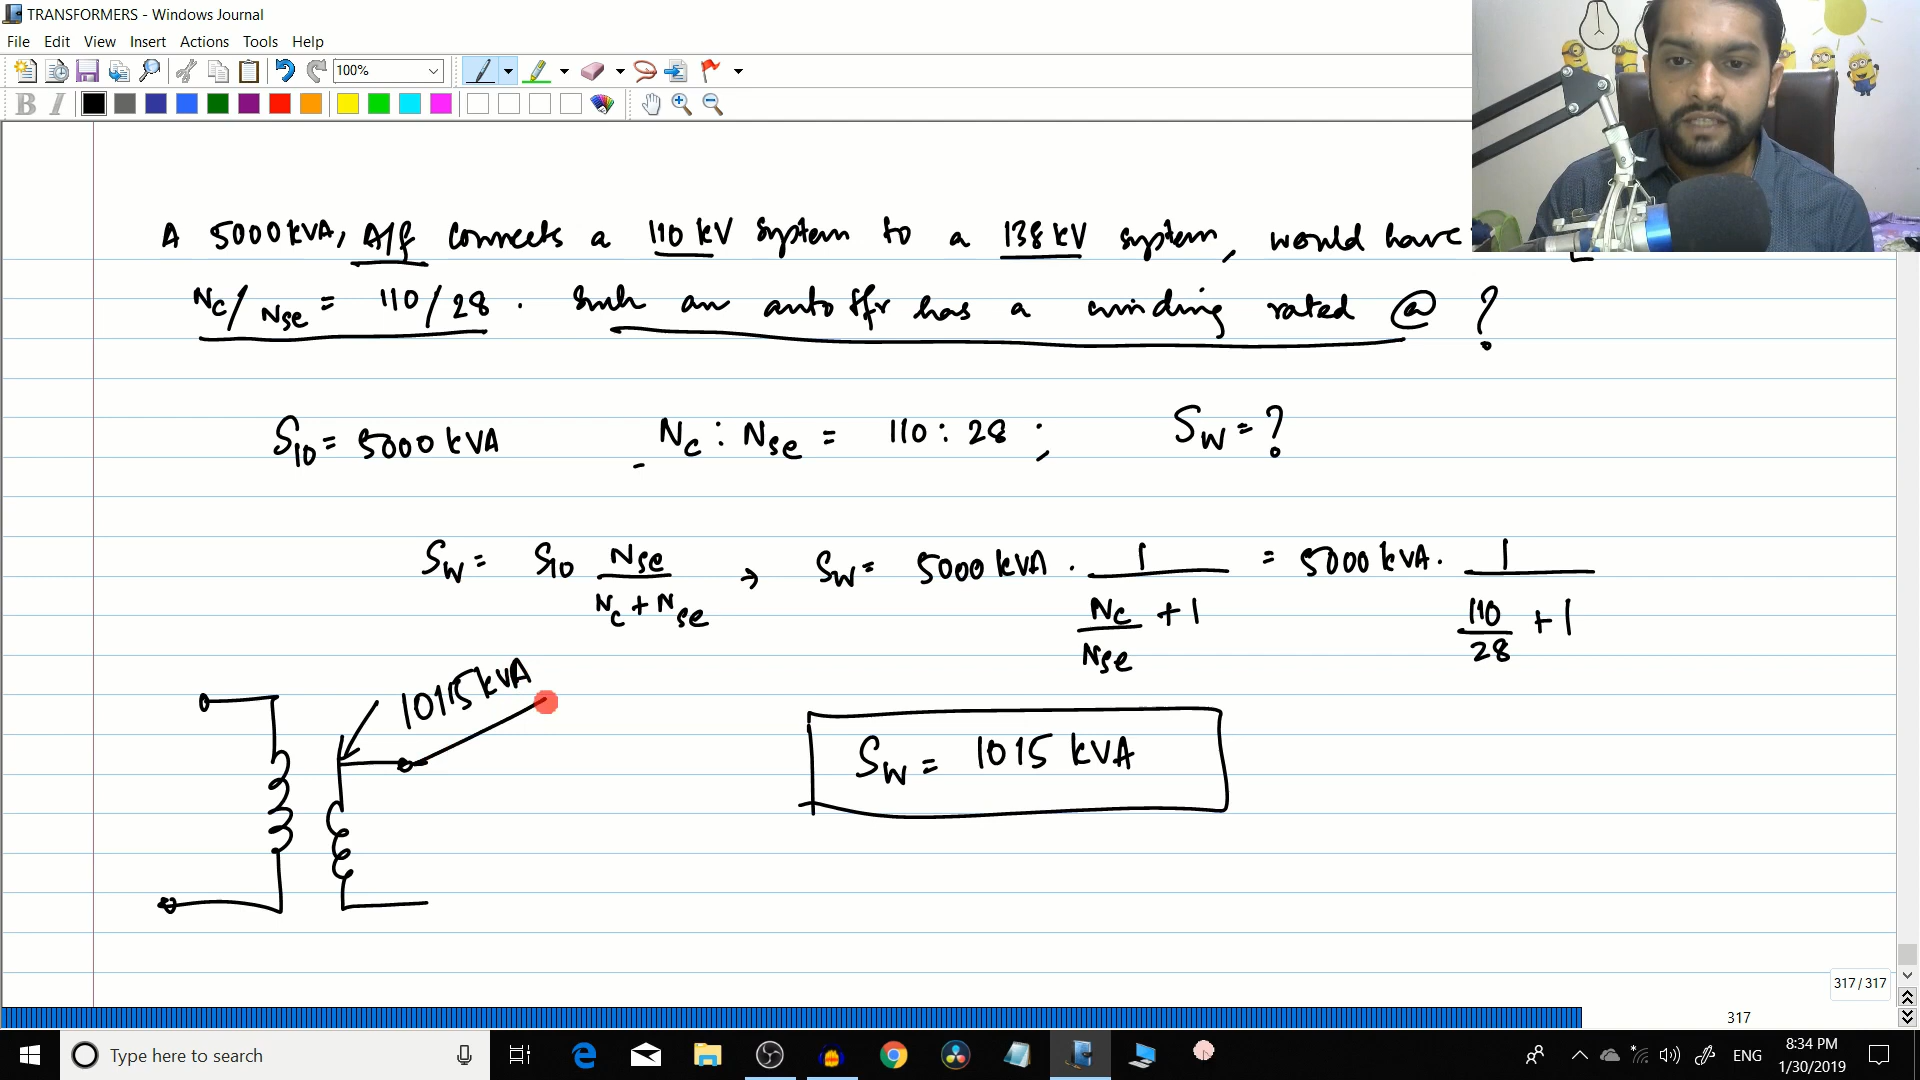 TRANSFORMERS - Windows Journal
File Edit View Insert Actions Tools Help
100%
B I
A 5000 kVA, A/f connects a 110 kV system to a 138 kV system, would have
Nc/Nse = 110/28 . Such an auto tfr has a winding rated @ ?
S10 = 5000 kVA Nc : Nse = 110 : 28 ; Sw = ?
Sw = S10 Nse / Nc + Nse → Sw = 5000 kVA . 1 / Nc/Nse + 1 = 5000 kVA . 1 / 110/28 + 1
1015 kVA
Sw = 1015 kVA
317 / 317
317
Type here to search
ENG
8:34 PM
1/30/2019